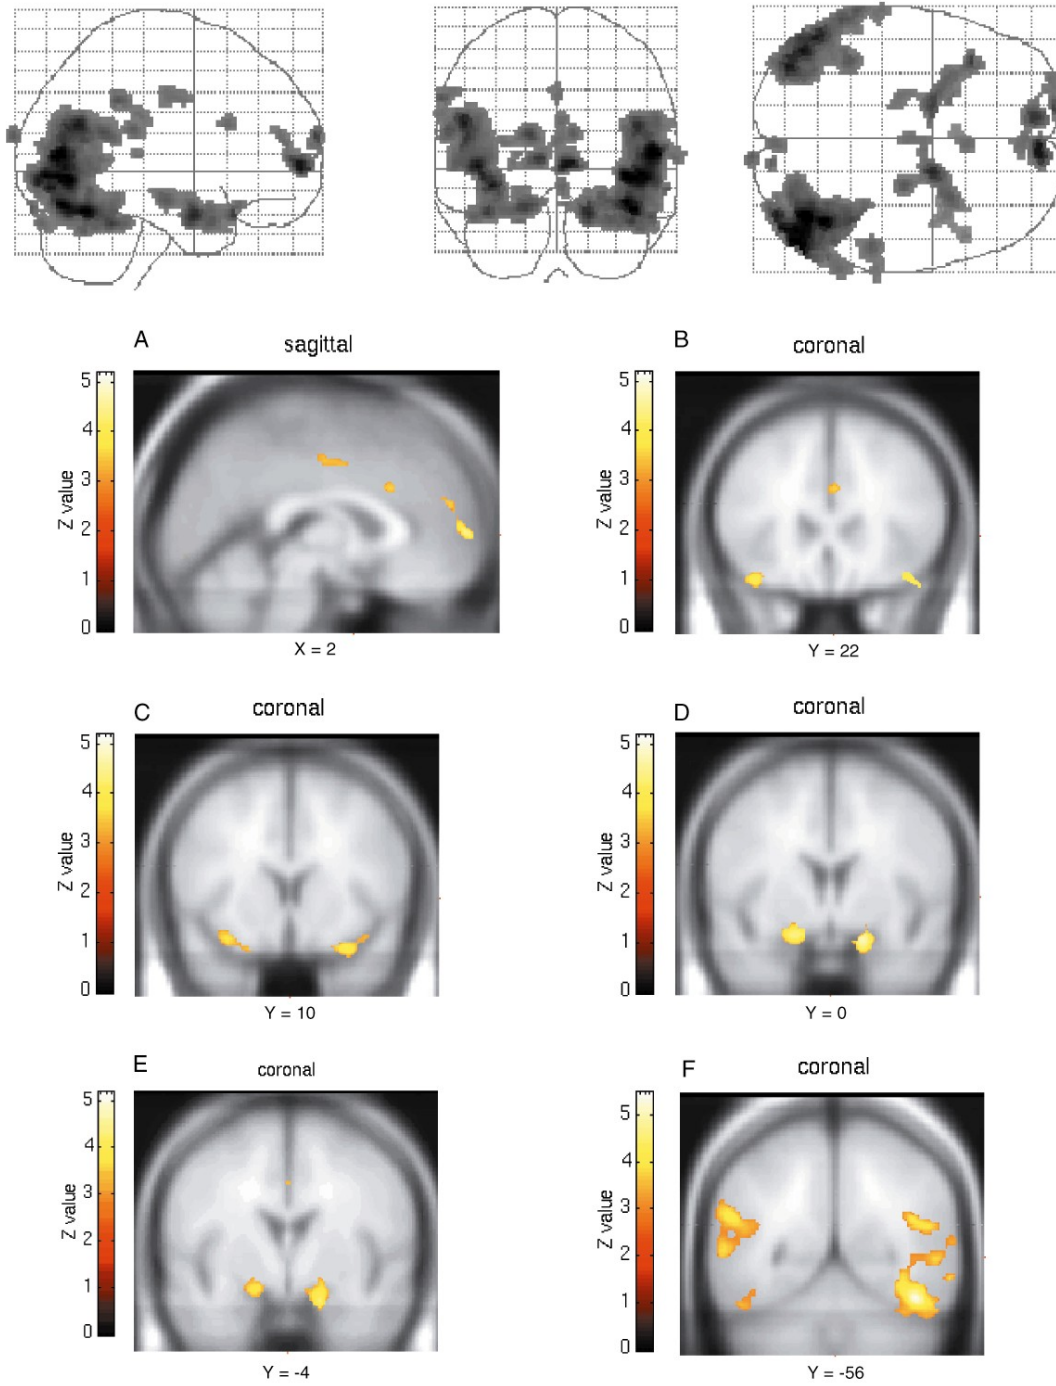 A
sagittal
5
4
3
2
1
0
Z value
X = 2
B
coronal
5
4
3
2
1
0
Z value
Y = 22
C
coronal
5
4
3
2
1
0
Z value
Y = 10
D
coronal
5
4
3
2
1
0
Z value
Y = 0
E
coronal
5
4
3
2
1
0
Z value
Y = -4
F
coronal
5
4
3
2
1
0
Z value
Y = -56